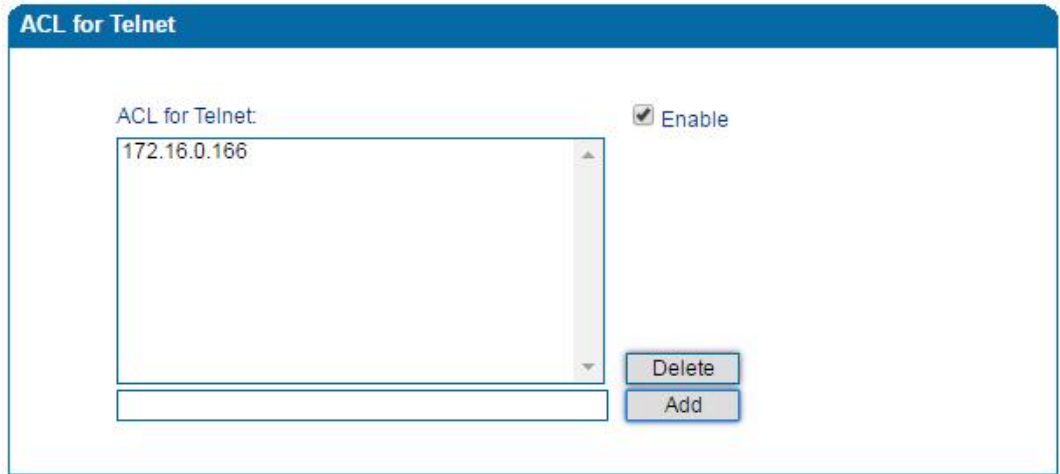 ACL for Telnet
ACL for Telnet:
Enable
172.16.0.166
Delete
Add